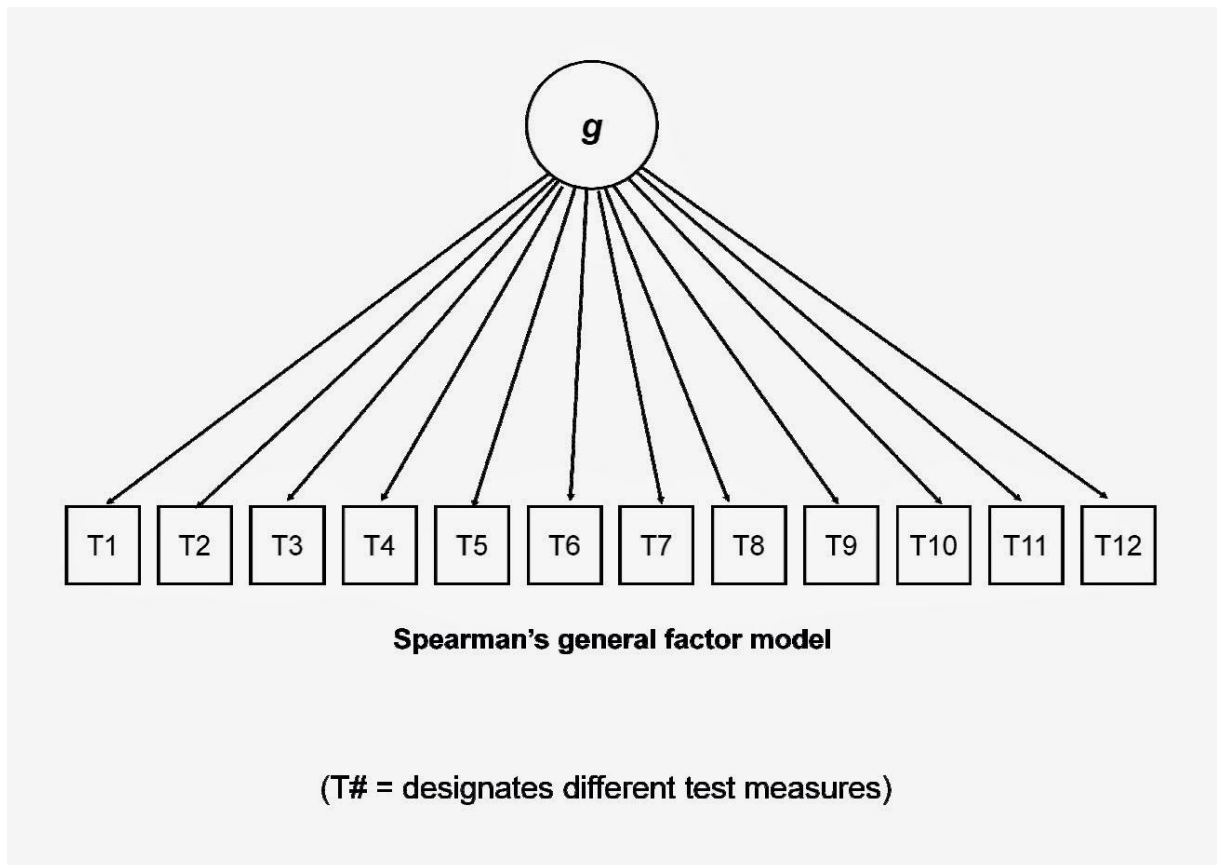 g
T1 T2 T3 T4 T5 T6 T7 T8 T9 T10 T11 T12
Spearman’s general factor model
(T# = designates different test measures)